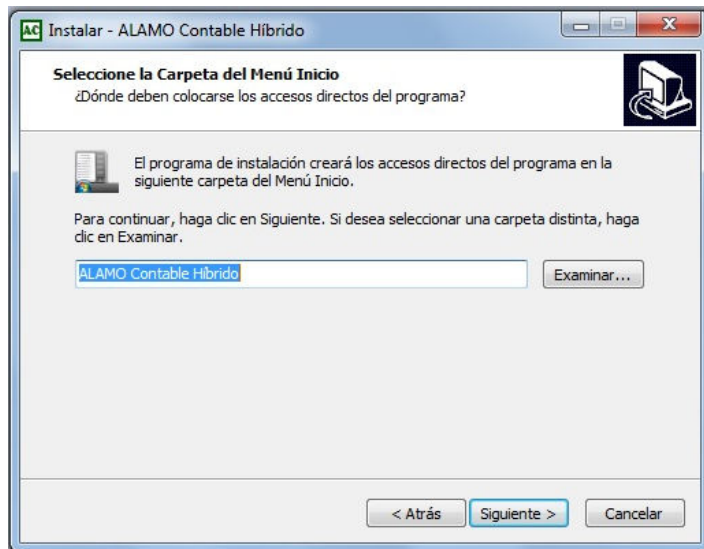 AC Instalar - ALAMO Contable Híbrido
Seleccione la Carpeta del Menú Inicio
¿Dónde deben colocarse los accesos directos del programa?
El programa de instalación creará los accesos directos del programa en la
siguiente carpeta del Menú Inicio.
Para continuar, haga clic en Siguiente. Si desea seleccionar una carpeta distinta, haga
clic en Examinar.
ALAMO Contable Híbrido
Examinar...
< Atrás
Siguiente >
Cancelar